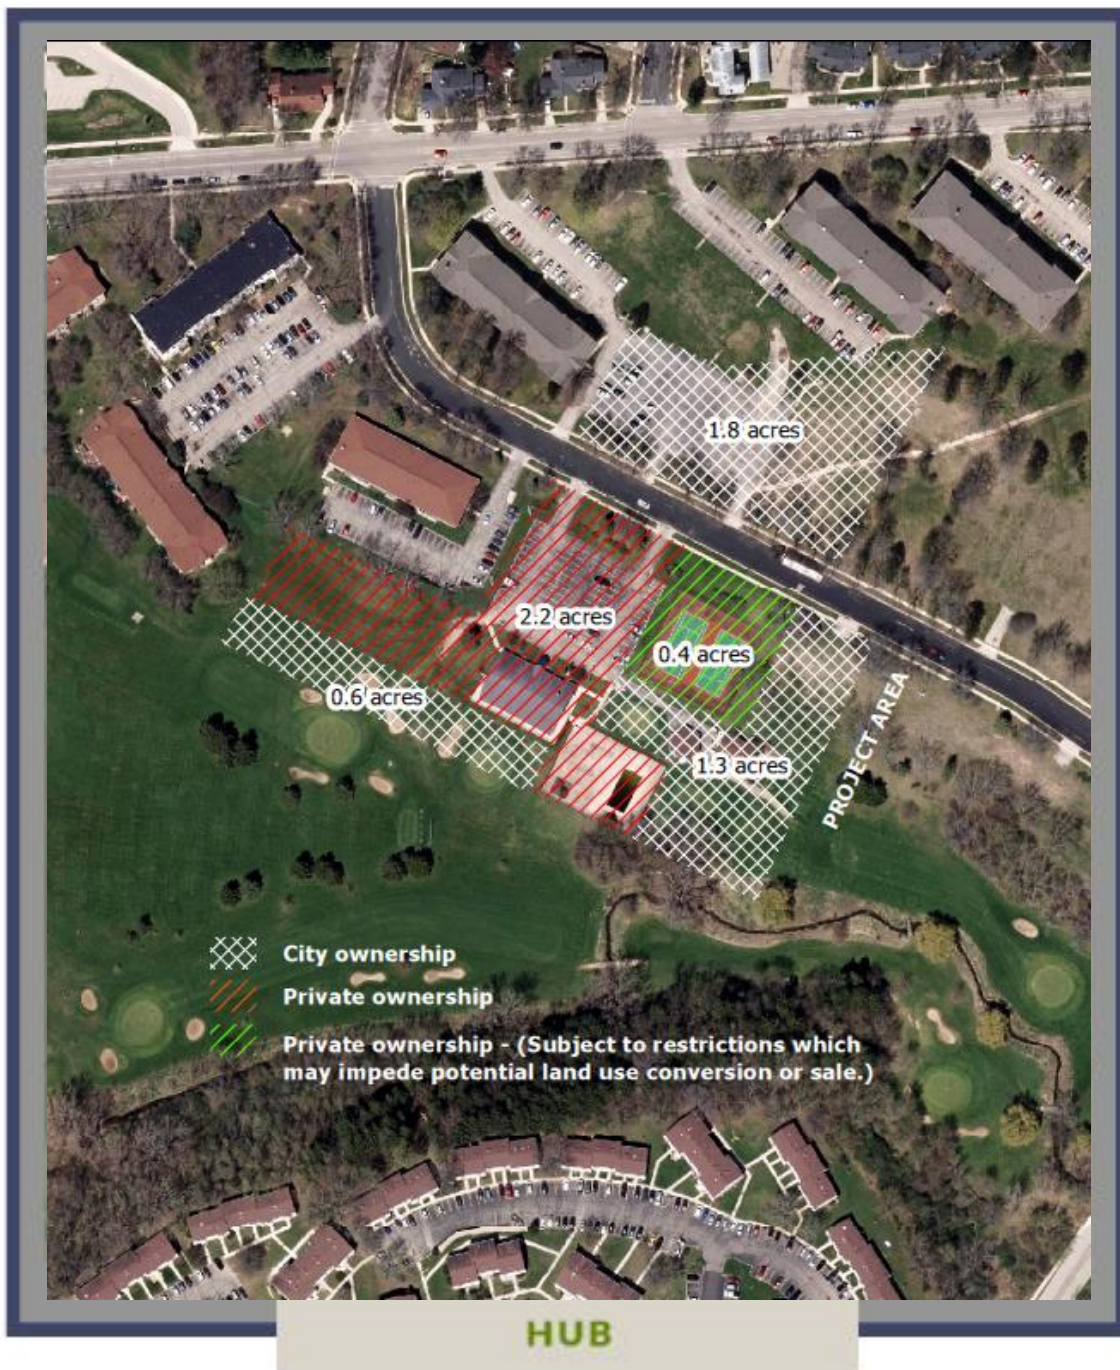 1.8 acres
2.2 acres
0.4 acres
0.6 acres
1.3 acres
PROJECT AREA
City ownership
Private ownership
Private ownership - (Subject to restrictions which
may impede potential land use conversion or sale.)
HUB